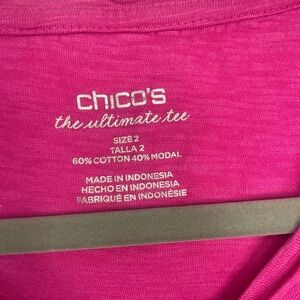 chico's
the ultimate tee
SIZE 2
TALLA 2
60% COTTON 40% MODAL
MADE IN INDONESIA
HECHO EN INDONESIA
FABRIQUÉ EN INDONÉSIE